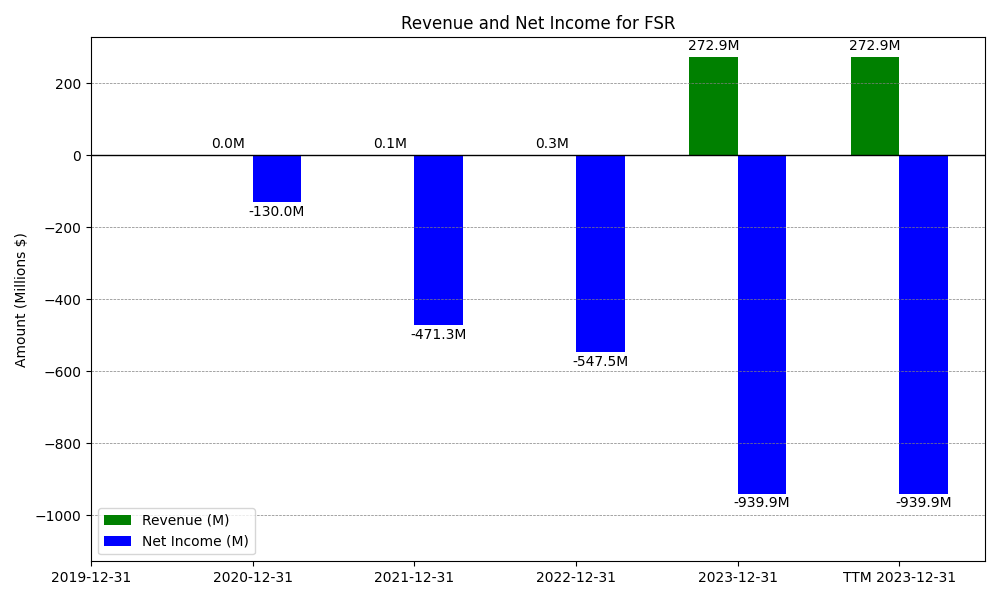 Revenue and Net Income for FSR
272.9M 272.9M
200
0.0M 0.1M 0.3M
0
-130.0M
−200
-471.3M
-547.5M
−400
Amount (Millions $)
−600
−800
-939.9M -939.9M
−1000
Revenue (M)
Net Income (M)
2019-12-31 2020-12-31 2021-12-31 2022-12-31 2023-12-31 TTM 2023-12-31